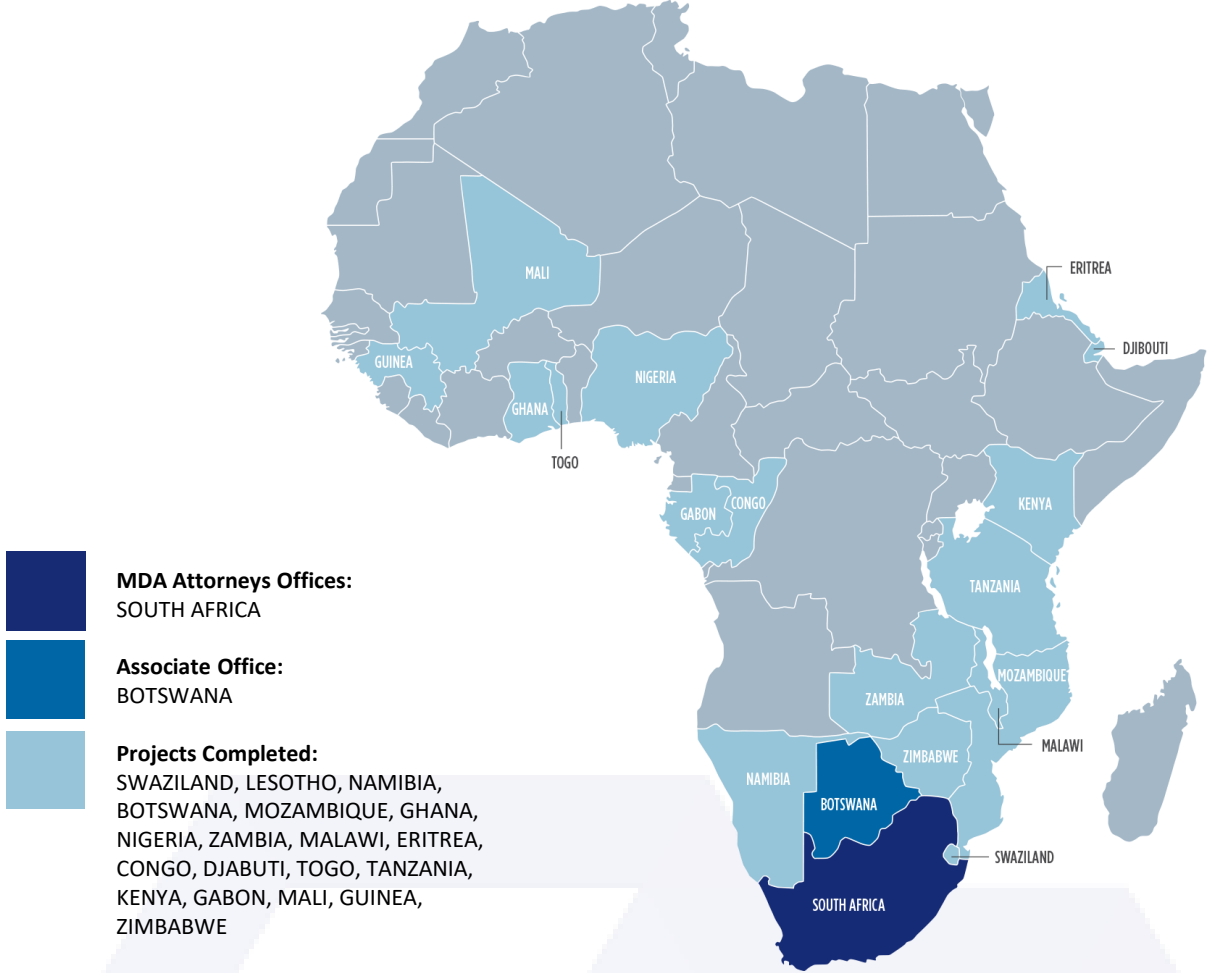 ERITREA
MALI
DJIBOUTI
GUINEA
NIGERIA
GHANA
TOGO
KENYA
CONGO
GABON
TANZANIA
MOZAMBIQUE
ZAMBIA
MALAWI
ZIMBABWE
NAMIBIA
BOTSWANA
SWAZILAND
SOUTH AFRICA
MDA Attorneys Offices:
SOUTH AFRICA
Associate Office:
BOTSWANA
Projects Completed:
SWAZILAND, LESOTHO, NAMIBIA,
BOTSWANA, MOZAMBIQUE, GHANA,
NIGERIA, ZAMBIA, MALAWI, ERITREA,
CONGO, DJABUTI, TOGO, TANZANIA,
KENYA, GABON, MALI, GUINEA,
ZIMBABWE